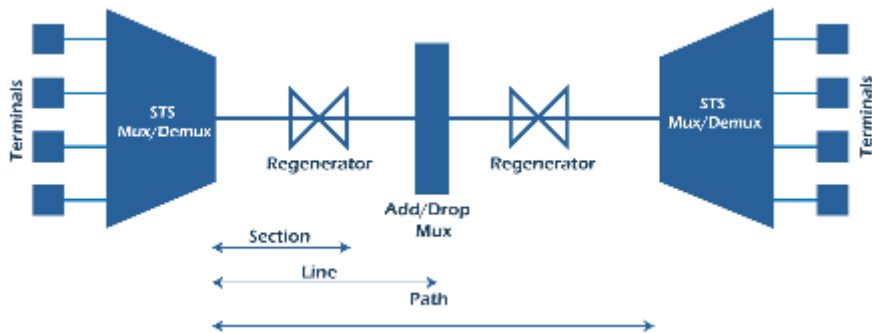 Terminals
STS
Mux/Demux
Regenerator
Add/Drop
Mux
Regenerator
STS
Mux/Demux
Terminals
Section
Line
Path